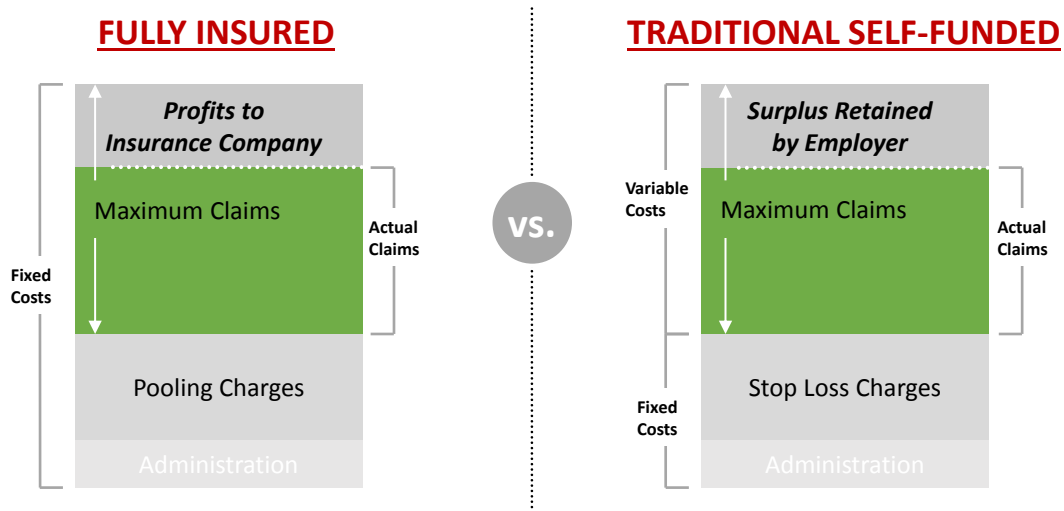 FULLY INSURED
Profits to
Insurance Company
Maximum Claims
Actual
Claims
Fixed
Costs
Pooling Charges
Administration
vs.
TRADITIONAL SELF-FUNDED
Surplus Retained
by Employer
Variable
Costs
Maximum Claims
Actual
Claims
Stop Loss Charges
Fixed
Costs
Administration